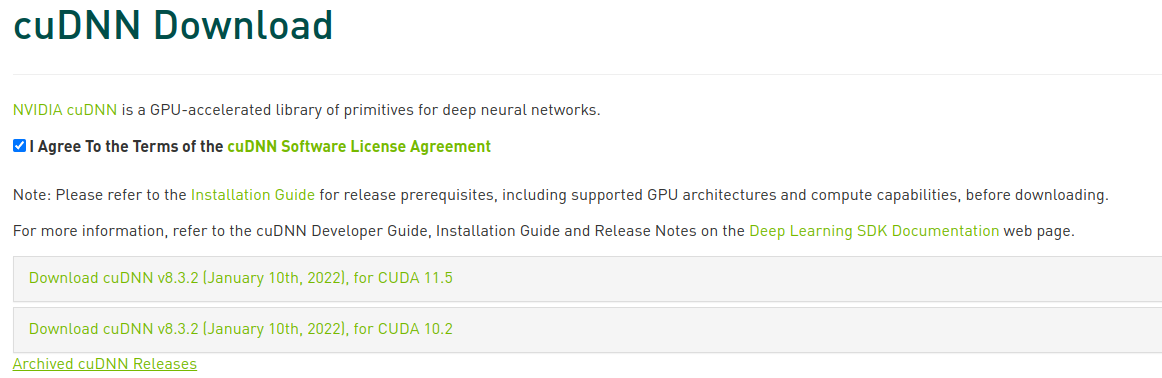 cuDNN Download
NVIDIA cuDNN is a GPU-accelerated library of primitives for deep neural networks.
I Agree To the Terms of the cuDNN Software License Agreement
Note: Please refer to the Installation Guide for release prerequisites, including supported GPU architectures and compute capabilities, before downloading.
For more information, refer to the cuDNN Developer Guide, Installation Guide and Release Notes on the Deep Learning SDK Documentation web page.
Download cuDNN v8.3.2 (January 10th, 2022), for CUDA 11.5
Download cuDNN v8.3.2 (January 10th, 2022), for CUDA 10.2
Archived cuDNN Releases